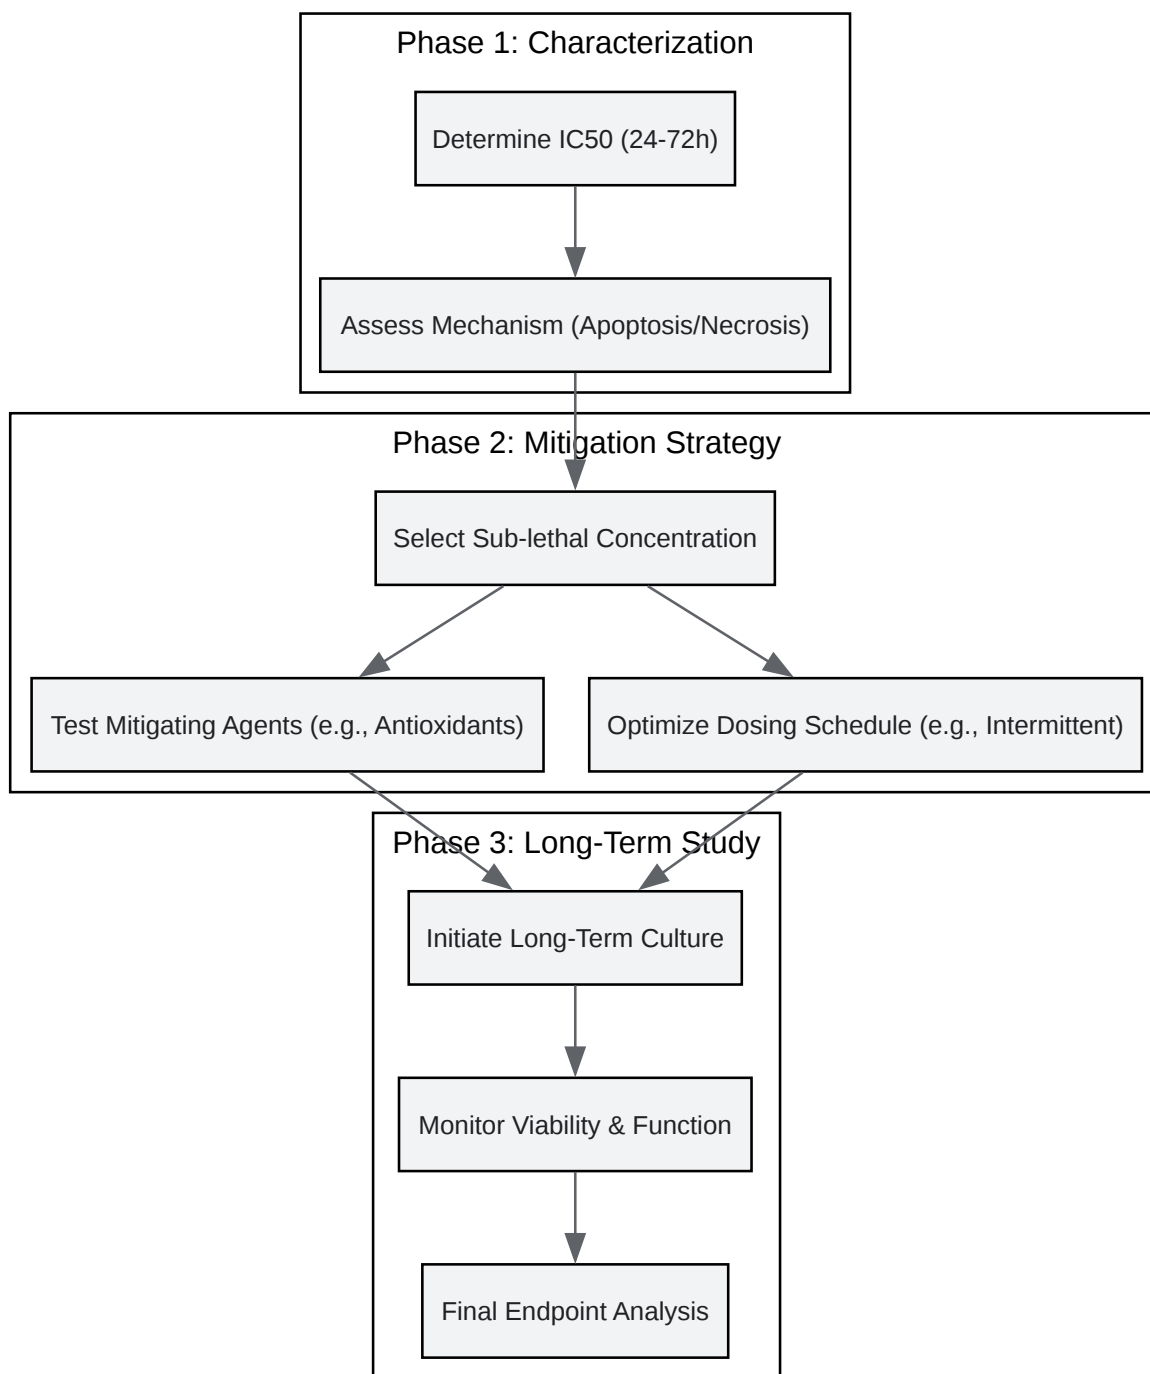 Phase 1: Characterization
Determine IC50 (24-72h)
Assess Mechanism (Apoptosis/Necrosis)
Phase 2: Mitigation Strategy
Select Sub-lethal Concentration
Test Mitigating Agents (e.g., Antioxidants)
Optimize Dosing Schedule (e.g., Intermittent)
Phase 3: Long-Term Study
Initiate Long-Term Culture
Monitor Viability & Function
Final Endpoint Analysis